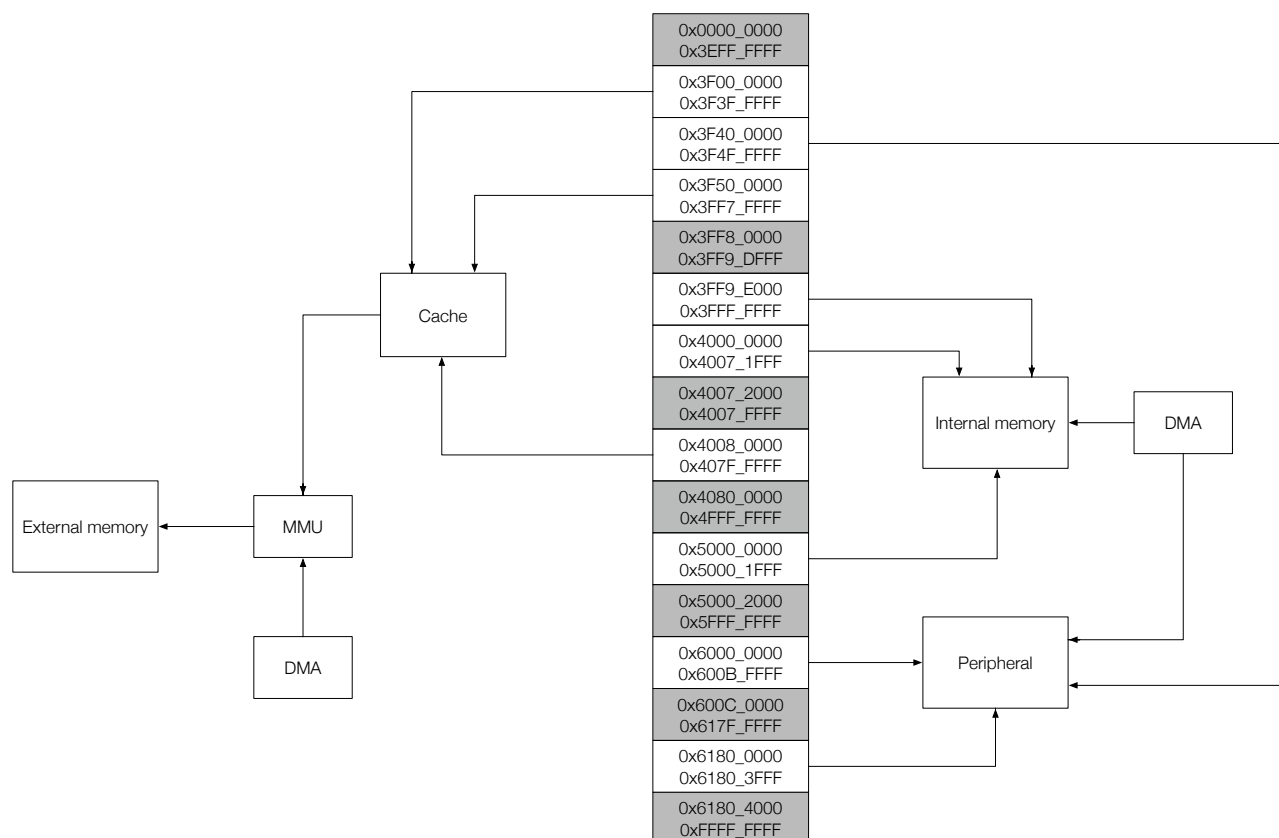 0x0000_0000
0x3EFF_FFFF
0x3F00_0000
0x3F3F_FFFF
0x3F40_0000
0x3F4F_FFFF
0x3F50_0000
0x3FF7_FFFF
0x3FF8_0000
0x3FF9_DFFF
0x3FF9_E000
0x3FFF_FFFF
0x4000_0000
0x4007_1FFF
0x4007_2000
0x4007_FFFF
0x4008_0000
0x407F_FFFF
0x4080_0000
0x4FFF_FFFF
0x5000_0000
0x5000_1FFF
0x5000_2000
0x5FFF_FFFF
0x6000_0000
0x600B_FFFF
0x600C_0000
0x617F_FFFF
0x6180_0000
0x6180_3FFF
0x6180_4000
0xFFFF_FFFF
Cache
External memory
MMU
DMA
Internal memory
DMA
Peripheral